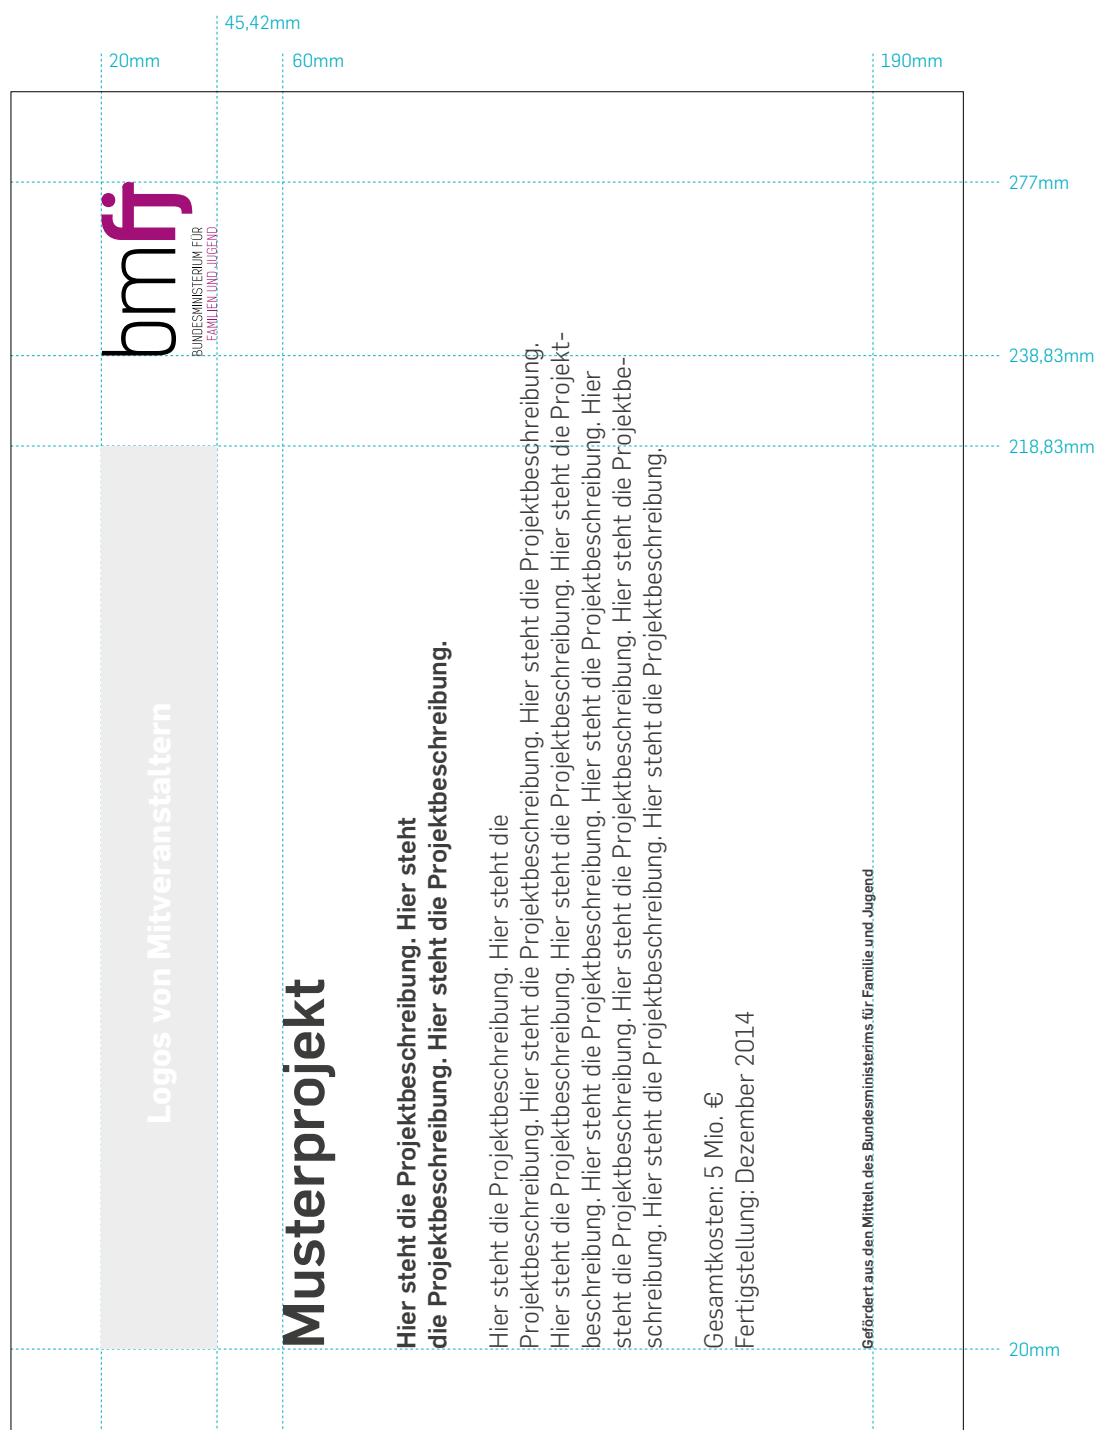 45,42mm
20mm
60mm
190mm
277mm
238,83mm
218,83mm
20mm
bmfj
BUNDESMINISTERIUM FÜR
FAMILIEN UND JUGEND
Logos von Mitveranstaltern
Musterprojekt
Hier steht die Projektbeschreibung. Hier steht
die Projektbeschreibung. Hier steht die Projektbeschreibung.
Hier steht die Projektbeschreibung. Hier steht die
Projektbeschreibung. Hier steht die Projektbeschreibung. Hier steht die Projektbeschreibung.
Hier steht die Projektbeschreibung. Hier steht die Projektbeschreibung. Hier steht die Projekt-
beschreibung. Hier steht die Projektbeschreibung. Hier steht die Projektbeschreibung. Hier
steht die Projektbeschreibung. Hier steht die Projektbeschreibung. Hier steht die Projektbe-
schreibung. Hier steht die Projektbeschreibung. Hier steht die Projektbeschreibung.
Gesamtkosten: 5 Mio. €
Fertigstellung: Dezember 2014
Gefördert aus den Mitteln des Bundesministerims für Familie und Jugend